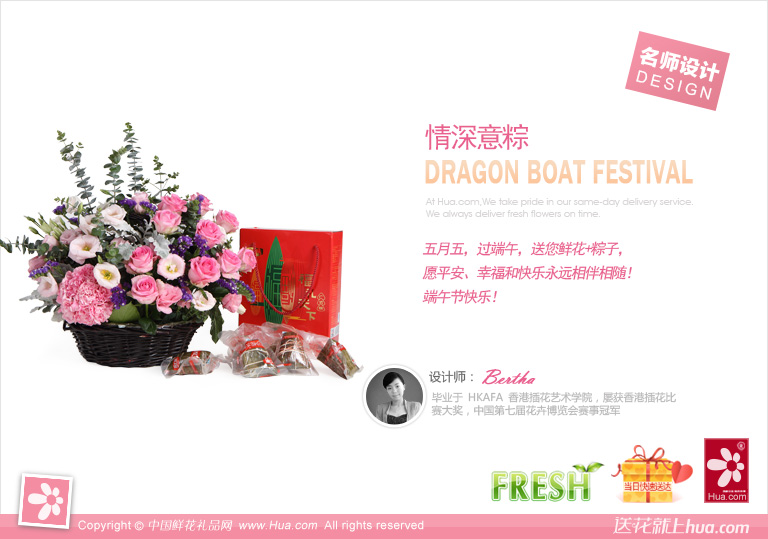 名师设计
DESIGN
情深意粽
DRAGON BOAT FESTIVAL
At Hua.com,We take pride in our same-day delivery service.
We always deliver fresh flowers on time.
五月五，过端午，送您鲜花+粽子，
愿平安、幸福和快乐永远相伴相随！
端午节快乐！
设计师： Bertha
毕业于 HKAFA 香港插花艺术学院，屡获香港插花比
赛大奖，中国第七届花卉博览会赛事冠军
FRESH
当日快速送达
Hua.com
Copyright © 中国鲜花礼品网 www.Hua.com All rights reserved
送花就上hua.com